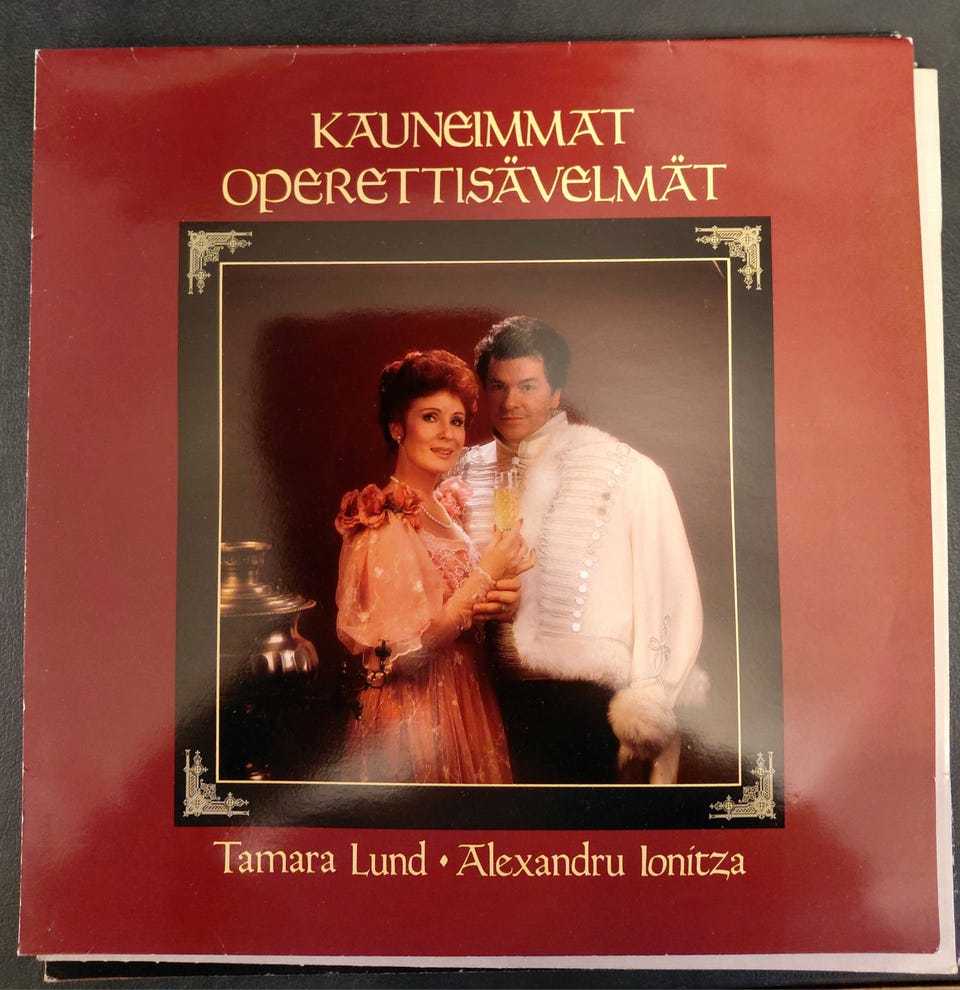 KAUNEIMMAT
OPERETTISÄVELMÄT
Tamara Lund • Alexandru Ionitza